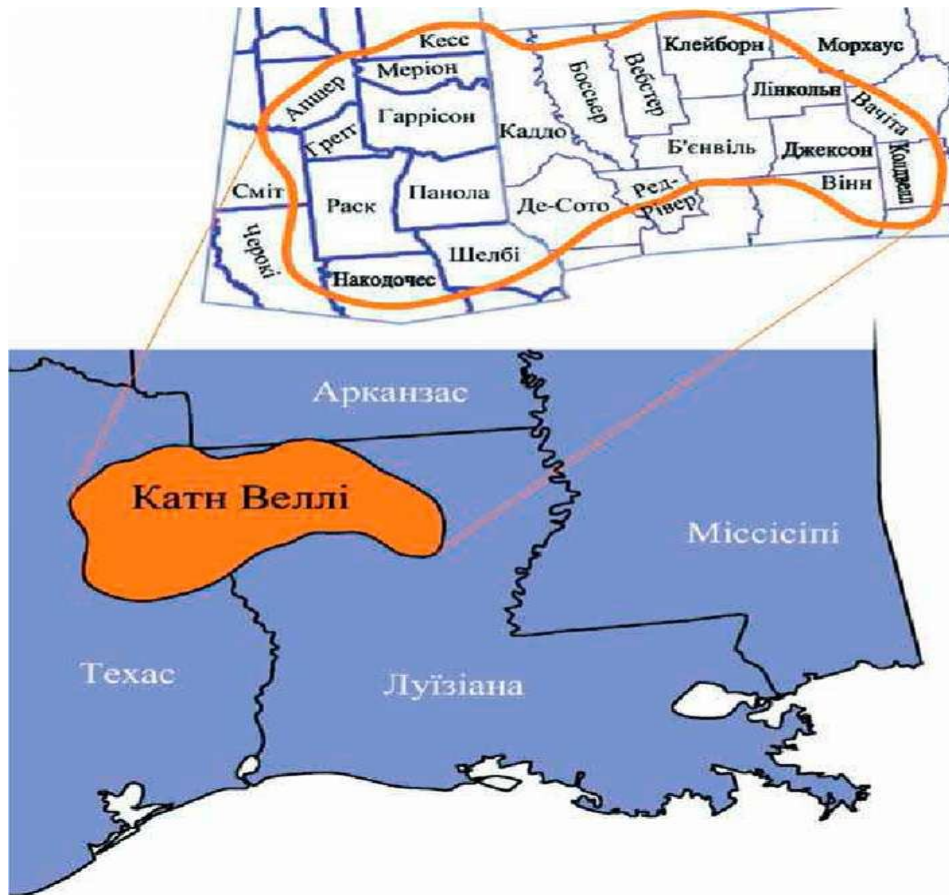 Кесс
Клейборн
Морхаус
Меріон
Боссьєр
Вебстер
Апшер
Лінкольн
Вачіта
Гаррісон
Каддо
Грегг
Б'єнвіль
Джексон
Колдвелл
Сміт
Панола
Ред-
Рівер
Вінн
Раск
Де-Сото
Черокі
Шелбі
Накодочес
Арканзас
Катн Веллі
Міссісіпі
Техас
Луїзіана